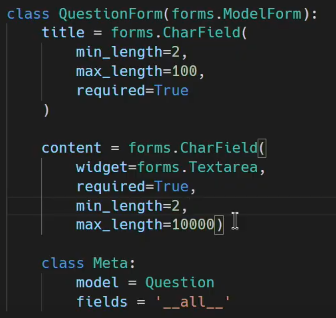 class QuestionForm(forms.ModelForm):
    title = forms.CharField(
        min_length=2,
        max_length=100,
        required=True
    )

    content = forms.CharField(
        widget=forms.Textarea,
        required=True,
        min_length=2,
        max_length=10000)

    class Meta:
        model = Question
        fields = '__all__'